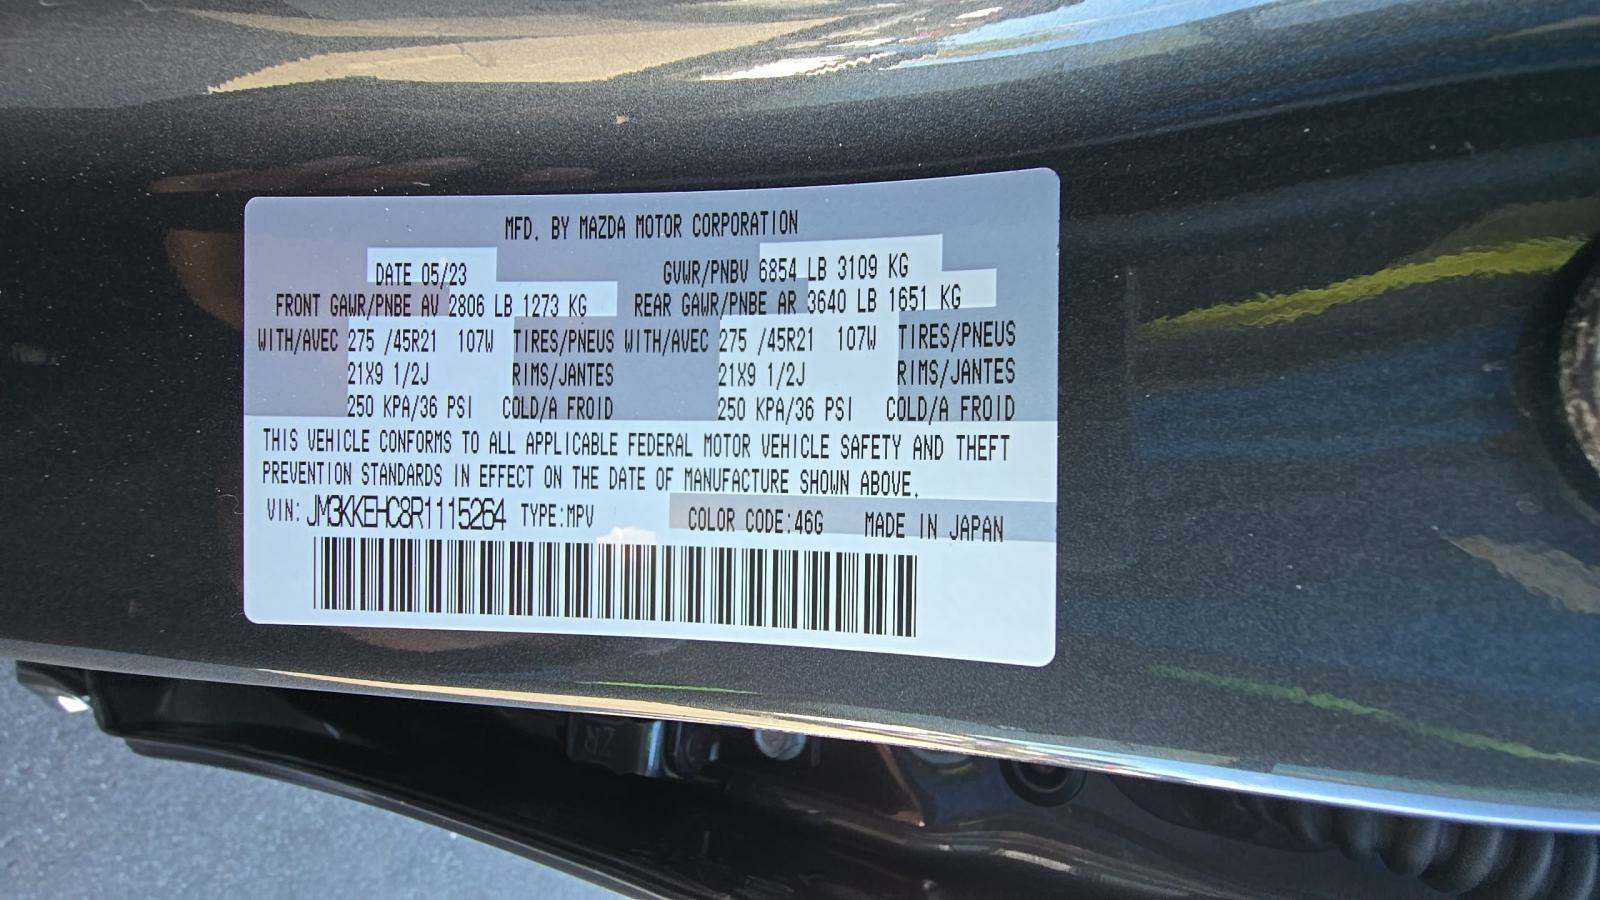 MFD. BY MAZDA MOTOR CORPORATION
DATE 05/23 GVWR/PNBV 6854 LB 3109 KG
FRONT GAWR/PNBE AV 2806 LB 1273 KG REAR GAWR/PNBE AR 3640 LB 1651 KG
WITH/AVEC 275 /45R21 107W TIRES/PNEUS WITH/AVEC 275 /45R21 107W TIRES/PNEUS
21X9 1/2J RIMS/JANTES 21X9 1/2J RIMS/JANTES
250 KPA/36 PSI COLD/A FROID 250 KPA/36 PSI COLD/A FROID
THIS VEHICLE CONFORMS TO ALL APPLICABLE FEDERAL MOTOR VEHICLE SAFETY AND THEFT
PREVENTION STANDARDS IN EFFECT ON THE DATE OF MANUFACTURE SHOWN ABOVE.
VIN: JM3KKEHC8R1115264 TYPE:MPV COLOR CODE:46G MADE IN JAPAN
ZR